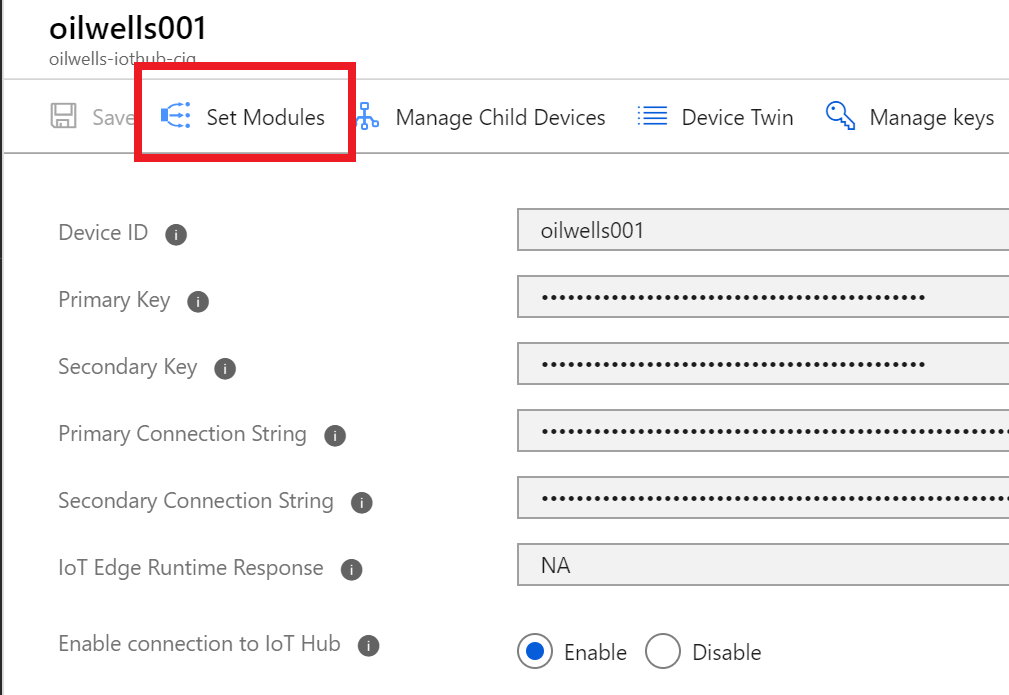 oilwells001
oilwells-iothub-cig
Save Set Modules Manage Child Devices Device Twin Manage keys
Device ID oilwells001
Primary Key ••••••••••••••••••••••••••••••••••••••••••••
Secondary Key ••••••••••••••••••••••••••••••••••••••••••••
Primary Connection String •••••••••••••••••••••••••••••••••••••••••••••••••••••
Secondary Connection String •••••••••••••••••••••••••••••••••••••••••••••••••••••
IoT Edge Runtime Response NA
Enable connection to IoT Hub Enable Disable